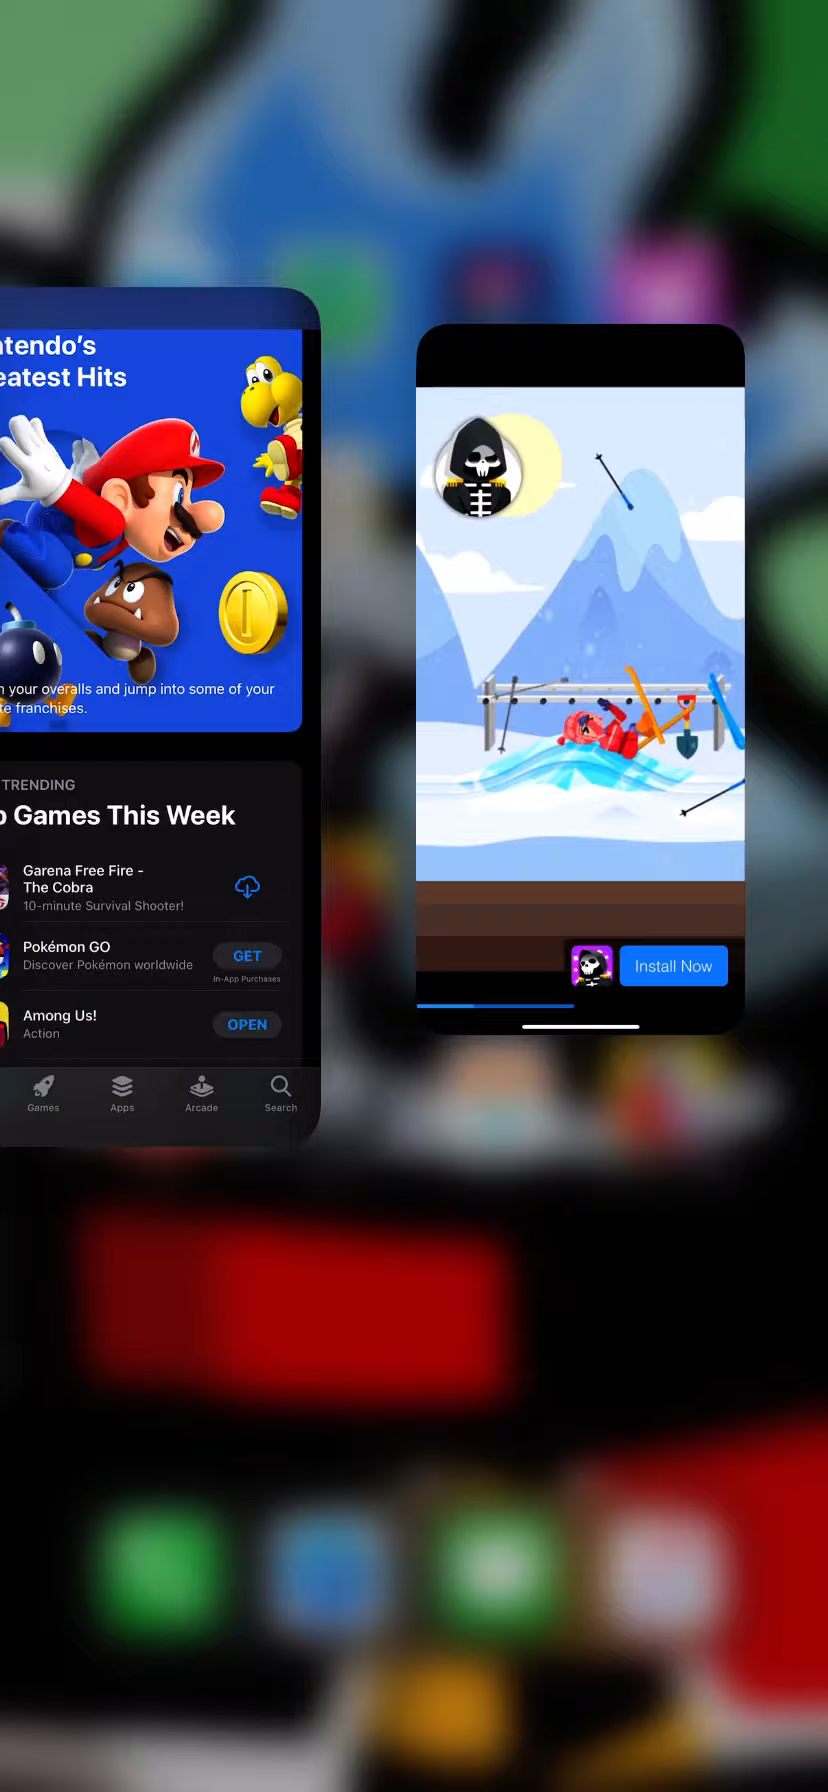 ntendo's
eatest Hits
n your overalls and jump into some of your
te franchises.
TRENDING
p Games This Week
Garena Free Fire -
The Cobra
10-minute Survival Shooter!
Pokémon GO
Discover Pokémon worldwide
GET
In-App Purchases
Among Us!
Action
OPEN
Games
Apps
Arcade
Search
Install Now